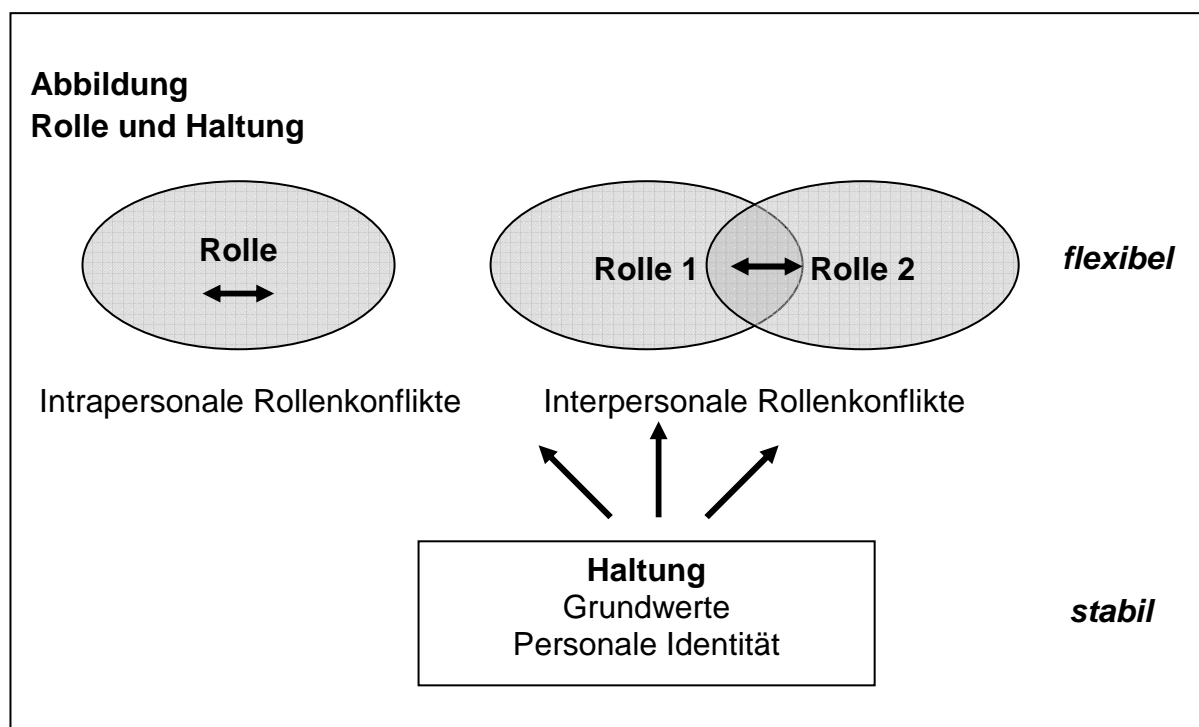 Abbildung
Rolle und Haltung
Rolle
Rolle 1
Rolle 2
flexibel
Intrapersonale Rollenkonflikte
Interpersonale Rollenkonflikte
Haltung
Grundwerte
Personale Identität
stabil